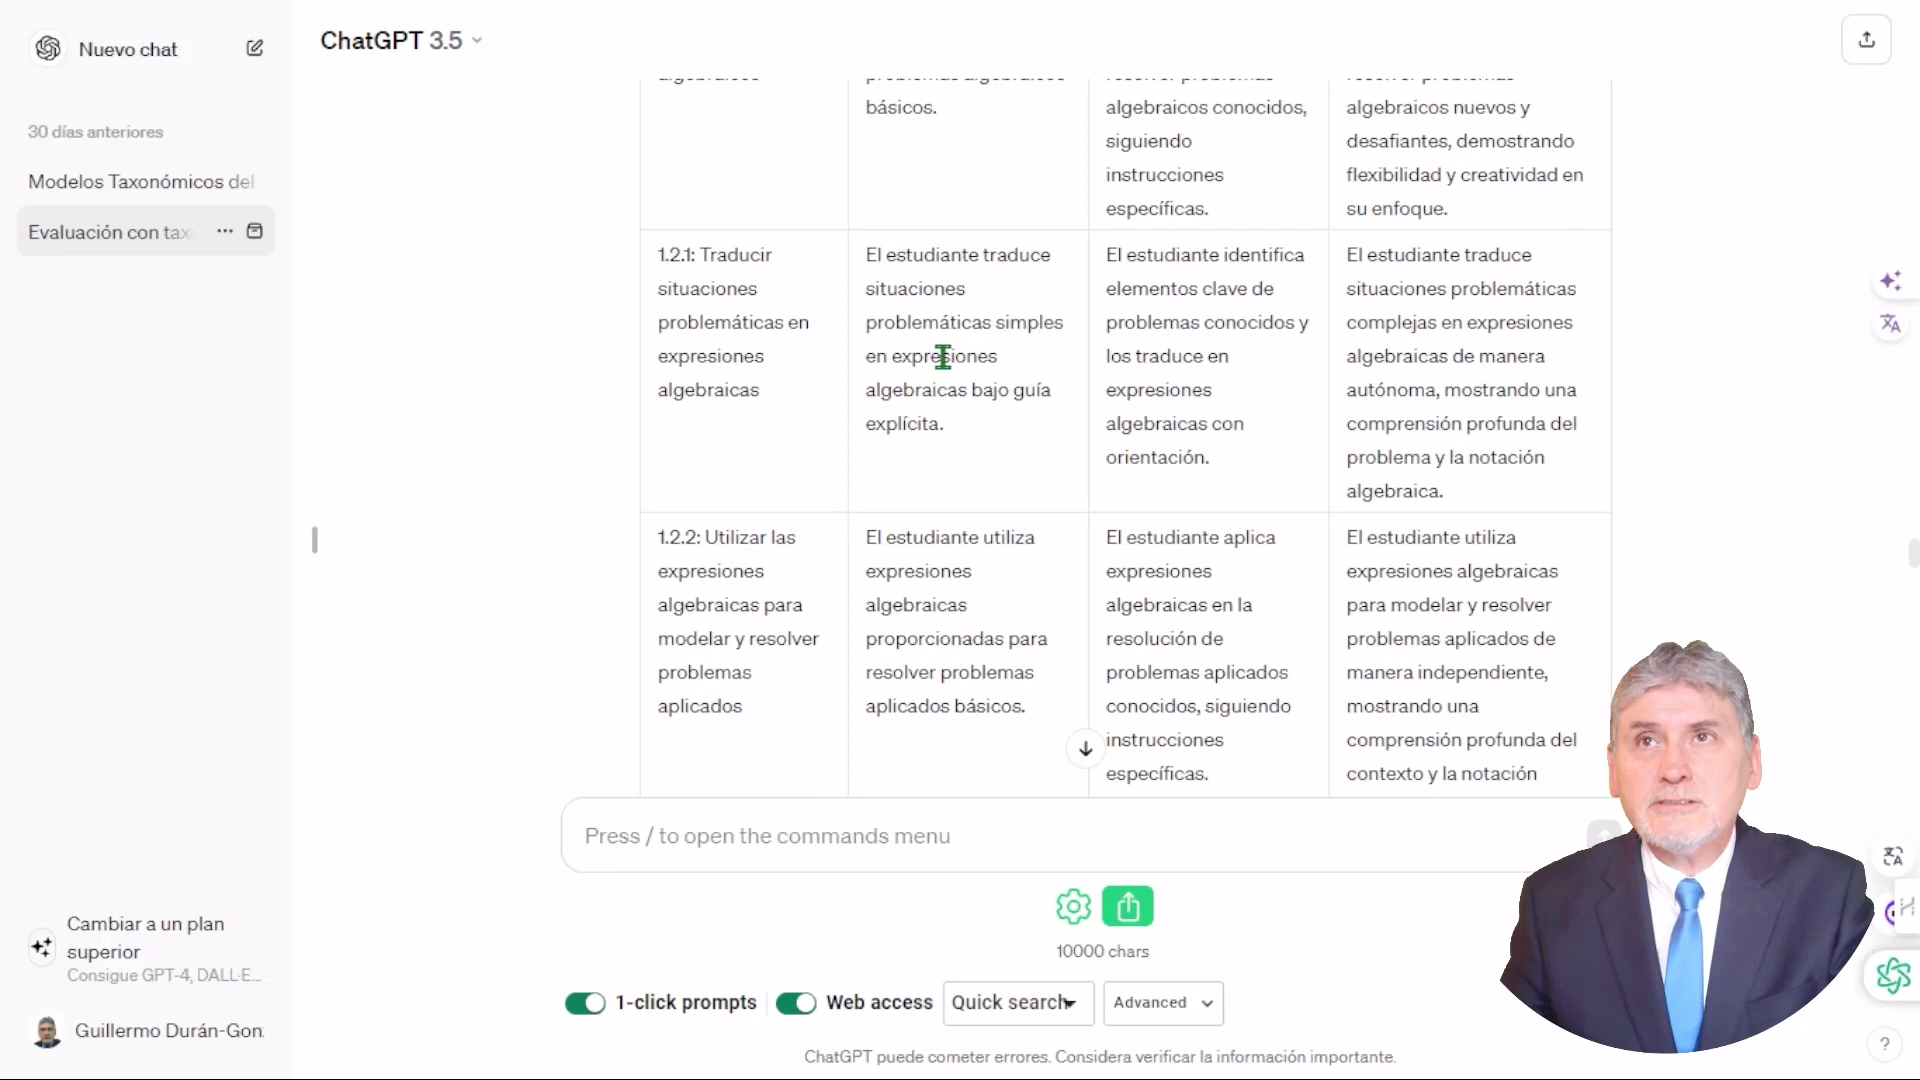 Nuevo chat
30 días anteriores
Modelos Taxonómicos del
Evaluación con tax
Cambiar a un plan
superior
Consigue GPT-4, DALL·E...
Guillermo Durán-Gon
ChatGPT 3.5
básicos.
algebraicos conocidos,
siguiendo
instrucciones
específicas.
algebraicos nuevos y
desafiantes, demostrando
flexibilidad y creatividad en
su enfoque.
1.2.1: Traducir
situaciones
problemáticas en
expresiones
algebraicas
El estudiante traduce
situaciones
problemáticas simples
en expresiones
algebraicas bajo guía
explícita.
El estudiante identifica
elementos clave de
problemas conocidos y
los traduce en
expresiones
algebraicas con
orientación.
El estudiante traduce
situaciones problemáticas
complejas en expresiones
algebraicas de manera
autónoma, mostrando una
comprensión profunda del
problema y la notación
algebraica.
1.2.2: Utilizar las
expresiones
algebraicas para
modelar y resolver
problemas
aplicados
El estudiante utiliza
expresiones
algebraicas
proporcionadas para
resolver problemas
aplicados básicos.
El estudiante aplica
expresiones
algebraicas en la
resolución de
problemas aplicados
conocidos, siguiendo
instrucciones
específicas.
El estudiante utiliza
expresiones algebraicas
para modelar y resolver
problemas aplicados de
manera independiente,
mostrando una
comprensión profunda del
contexto y la notación
Press / to open the commands menu
10000 chars
1-click prompts
Web access
Quick search
Advanced
ChatGPT puede cometer errores. Considera verificar la información importante.
?